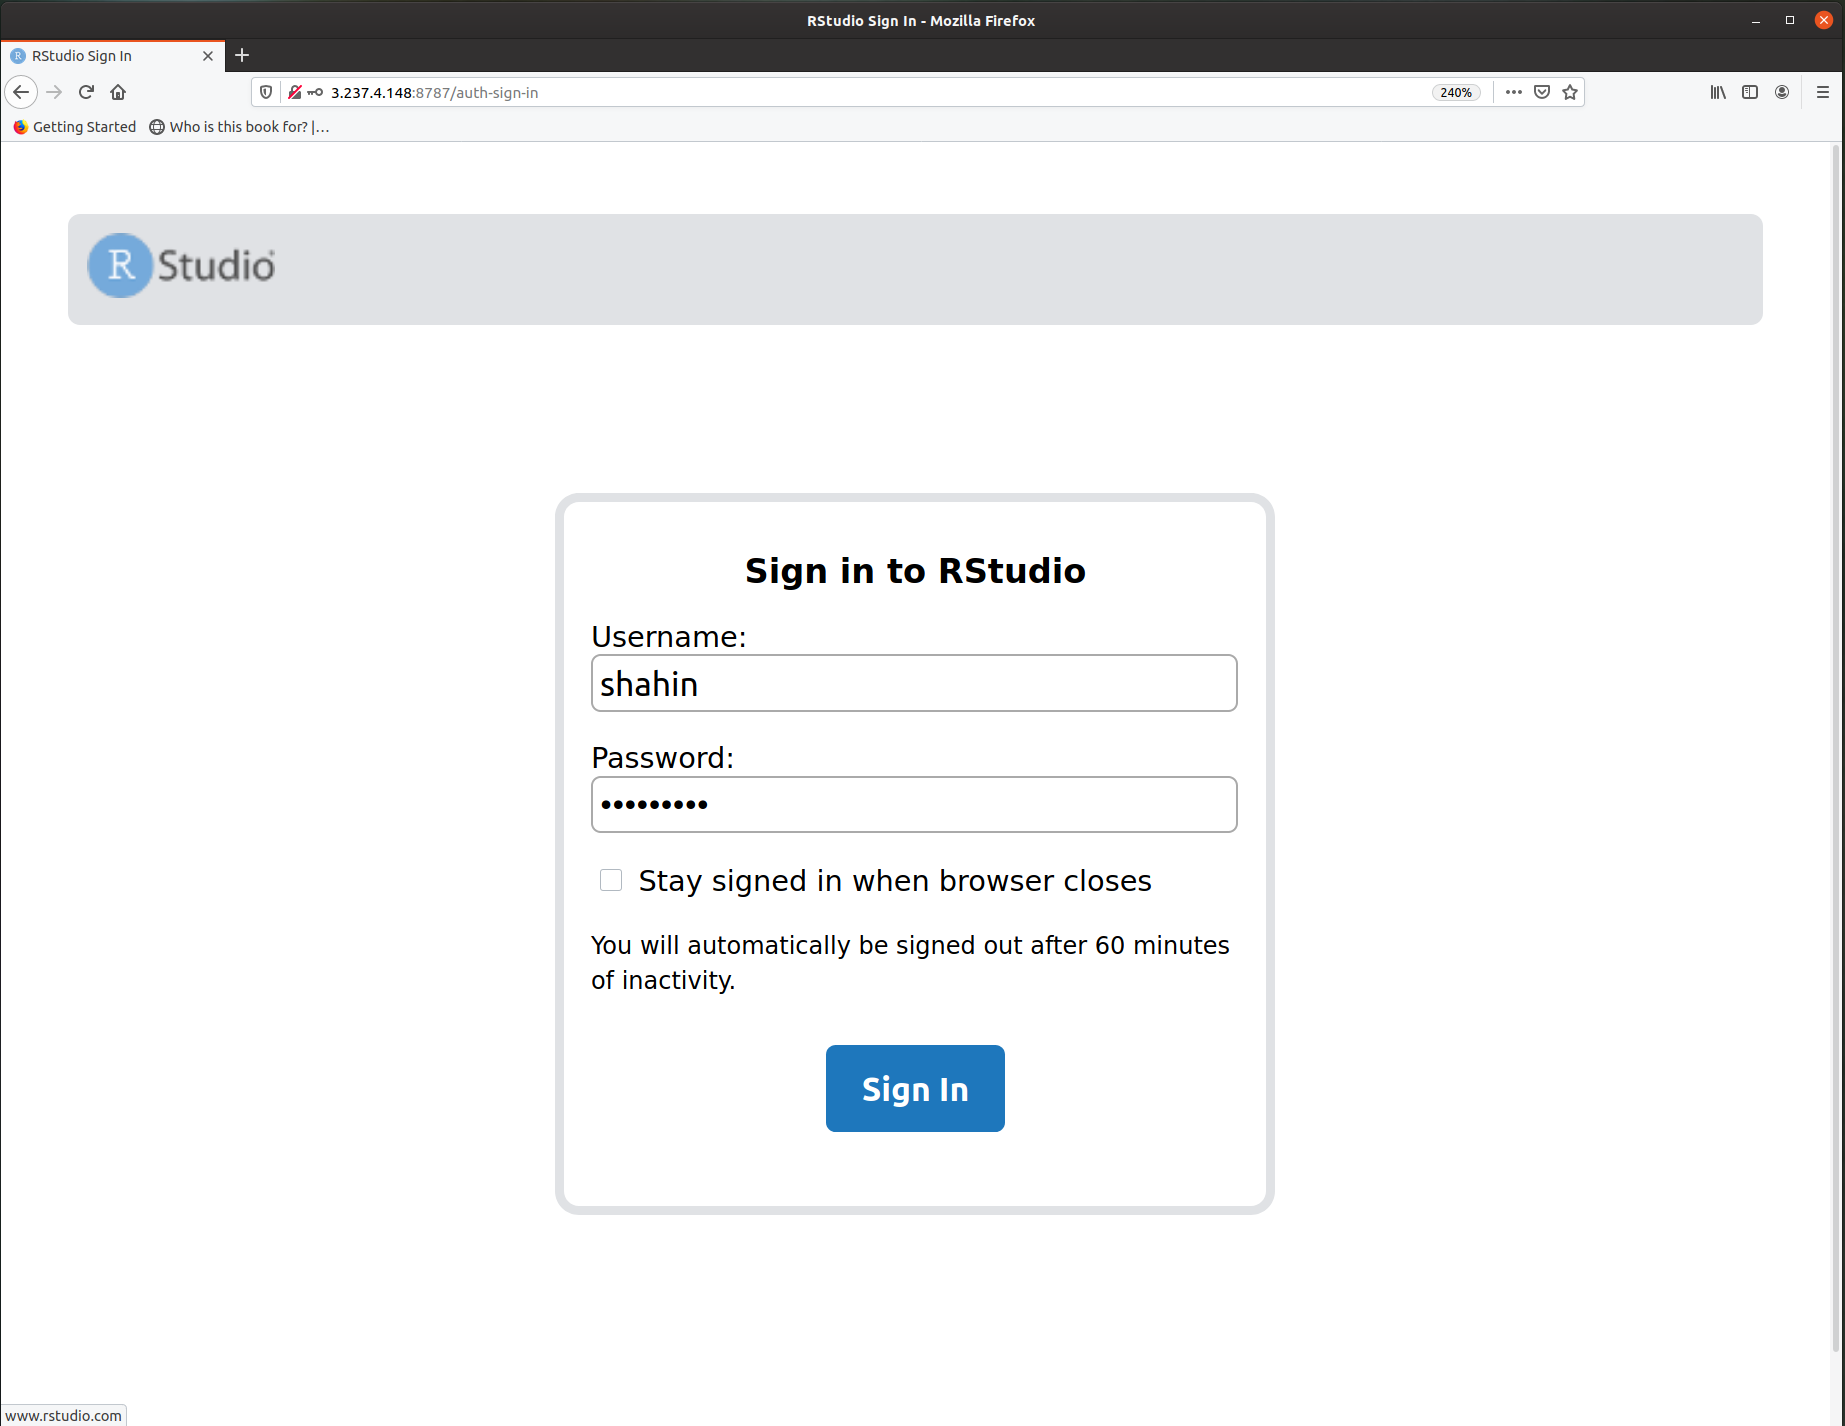 RStudio Sign In - Mozilla Firefox
RStudio Sign In
3.237.4.148:8787/auth-sign-in
240%
Getting Started
Who is this book for? |...
R Studio
Sign in to RStudio
Username:
shahin
Password:
•••••••••
Stay signed in when browser closes
You will automatically be signed out after 60 minutes
of inactivity.
Sign In
www.rstudio.com